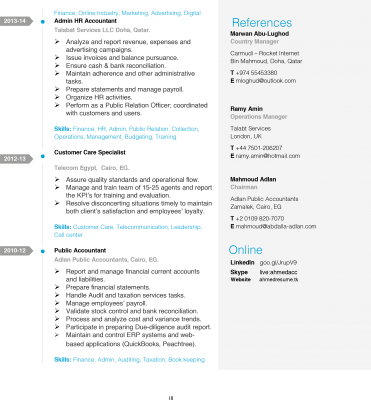 Finance, Online Industry, Marketing, Advertising, Digital
2013-14
Admin HR Accountant
Talabat Services LLC Doha, Qatar.
➢ Analyze and report revenue, expenses and
advertising campaigns.
➢ Issue invoices and balance pursuance.
➢ Ensure cash & bank reconciliation.
➢ Maintain adherence and other administrative
tasks.
➢ Prepare statements and manage payroll.
➢ Organize HR activities.
➢ Perform as a Public Relation Officer; coordinated
with customers and users.
Skills: Finance, HR, Admin, Public Relation, Collection,
Operations, Management, Budgeting, Training
2012-13
Customer Care Specialist
Telecom Egypt, Cairo, EG.
➢ Assure quality standards and operational flow.
➢ Manage and train team of 15-25 agents and report
the KPI's for training and evaluation.
➢ Resolve disconcerting situations timely to maintain
both client's satisfaction and employees' loyalty.
Skills: Customer Care, Telecommunication, Leadership,
Call center
2010-12
Public Accountant
Adlan Public Accountants, Cairo, EG.
➢ Report and manage financial current accounts
and liabilities.
➢ Prepare financial statements.
➢ Handle Audit and taxation services tasks.
➢ Manage employees' payroll.
➢ Validate stock control and bank reconciliation.
➢ Process and analyze cost and variance trends.
➢ Participate in preparing Due-diligence audit report.
➢ Maintain and control ERP systems and web-
based applications (QuickBooks, Peachtree).
Skills: Finance, Admin, Auditing, Taxation, Book keeping
References
Marwan Abu-Lughod
Country Manager
Carmudi – Rocket Internet
Bin Mahmoud, Doha, Qatar
T +974 55453380
E mloghud@outlook.com
Ramy Amin
Operations Manager
Talabt Services
London, UK
T +44 7501-206207
E ramy.amin@hotmail.com
Mahmoud Adlan
Chairman
Adlan Public Accountants
Zamalek, Cairo, EG
T +2 0109 820-7070
E mahmoud@abdalla-adlan.com
Online
LinkedIn goo.gl/JrupV9
Skype live:ahmedacc
Website ahmedresume.tk